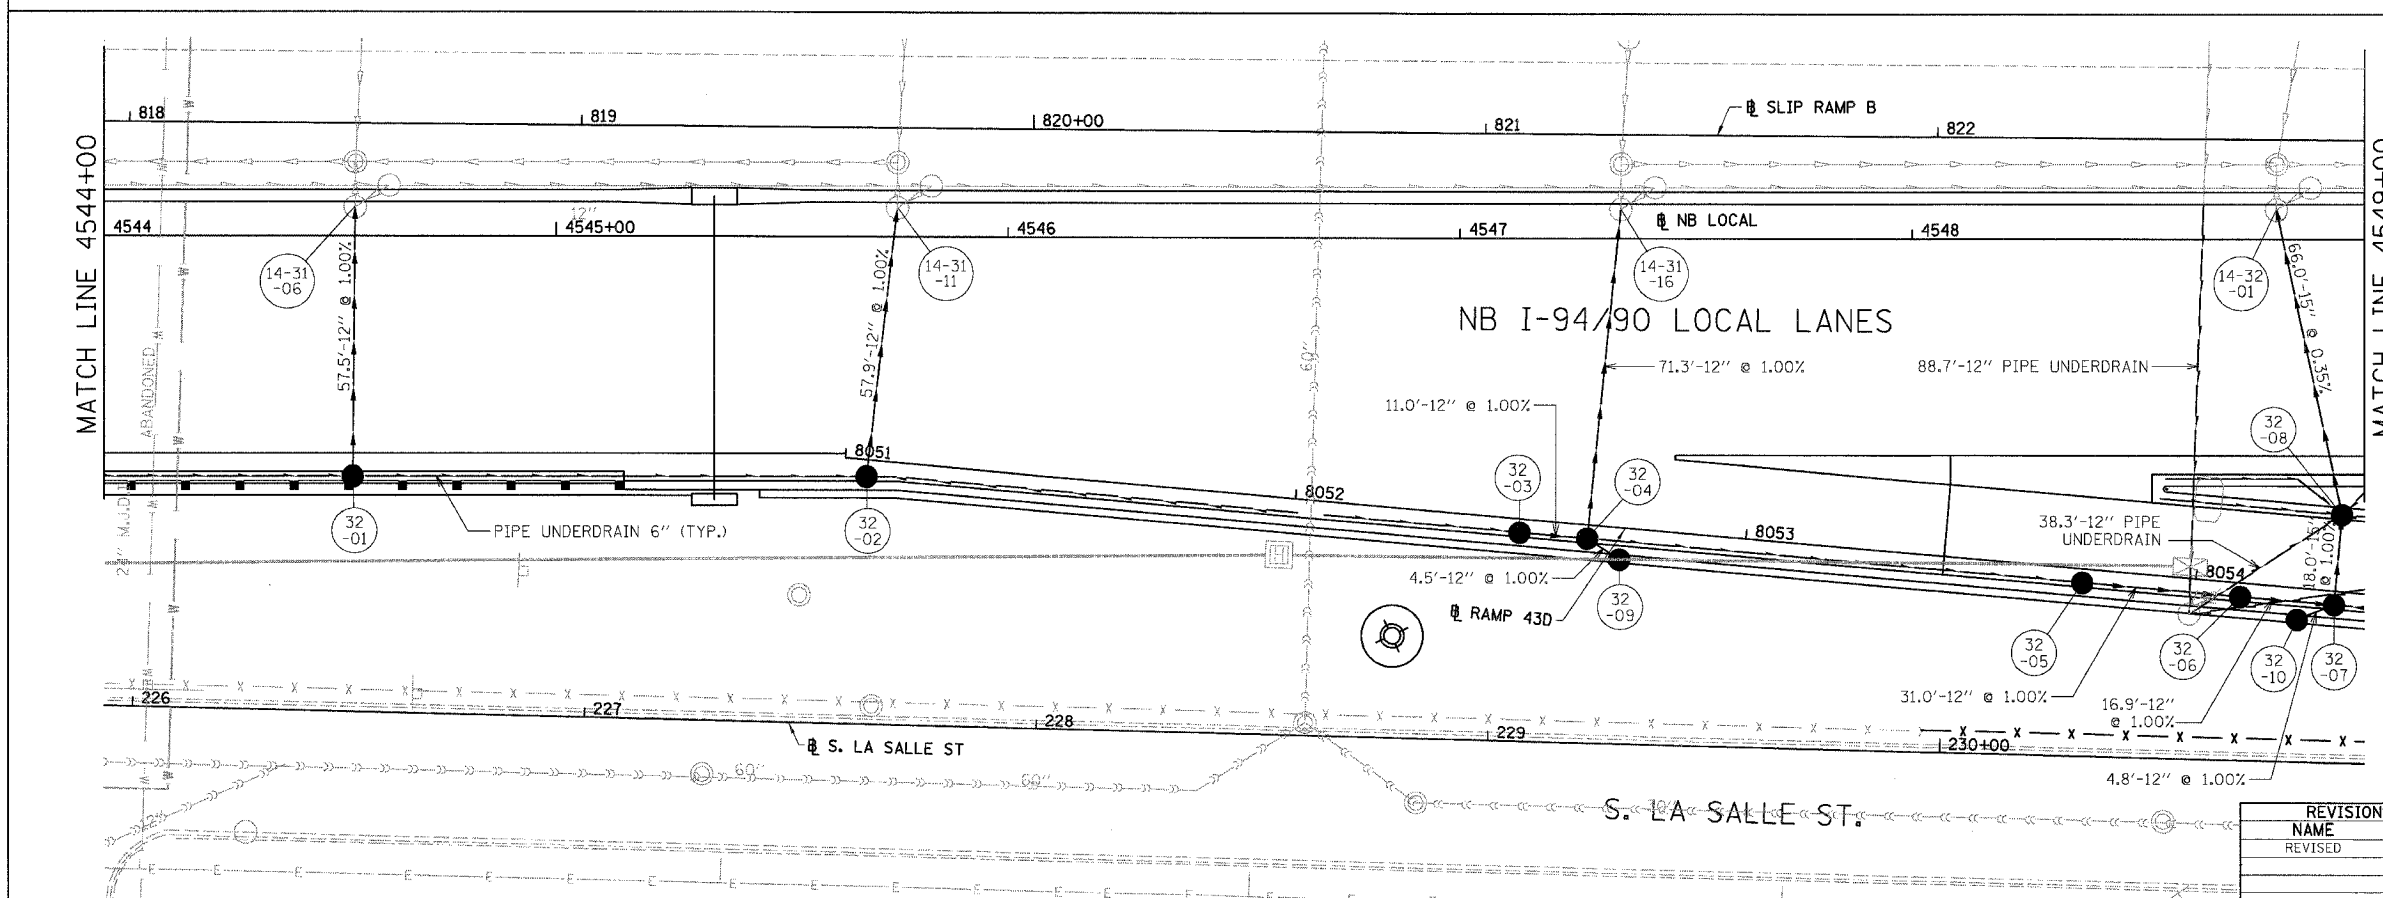 818
819
820+00
821
822
℄ SLIP RAMP B
MATCH LINE 4544+00
MATCH LINE 4548+00
4544
12"
4545+00
4546
4547
℄ NB LOCAL
4548
14-31
-06
14-31
-11
14-31
-16
14-32
-01
57.5'-12" @ 1.00%
57.9'-12" @ 1.00%
60"
NB I-94/90 LOCAL LANES
71.3'-12" @ 1.00%
88.7'-12" PIPE UNDERDRAIN
66.0'-15" @ 0.35%
11.0'-12" @ 1.00%
ABANDONED
8051
8052
8053
8054
32
-01
PIPE UNDERDRAIN 6" (TYP.)
32
-02
32
-03
32
-04
32
-08
38.3'-12" PIPE
UNDERDRAIN
18.0'-15"
@ 1.00%
4.5'-12" @ 1.00%
℄ RAMP 43D
32
-09
32
-05
32
-06
32
-10
32
-07
31.0'-12" @ 1.00%
16.9'-12"
@ 1.00%
4.8'-12" @ 1.00%
226
227
228
229
230+00
℄ S. LA SALLE ST
60"
60"
12"
S. LA SALLE ST.
REVISION
NAME
REVISED